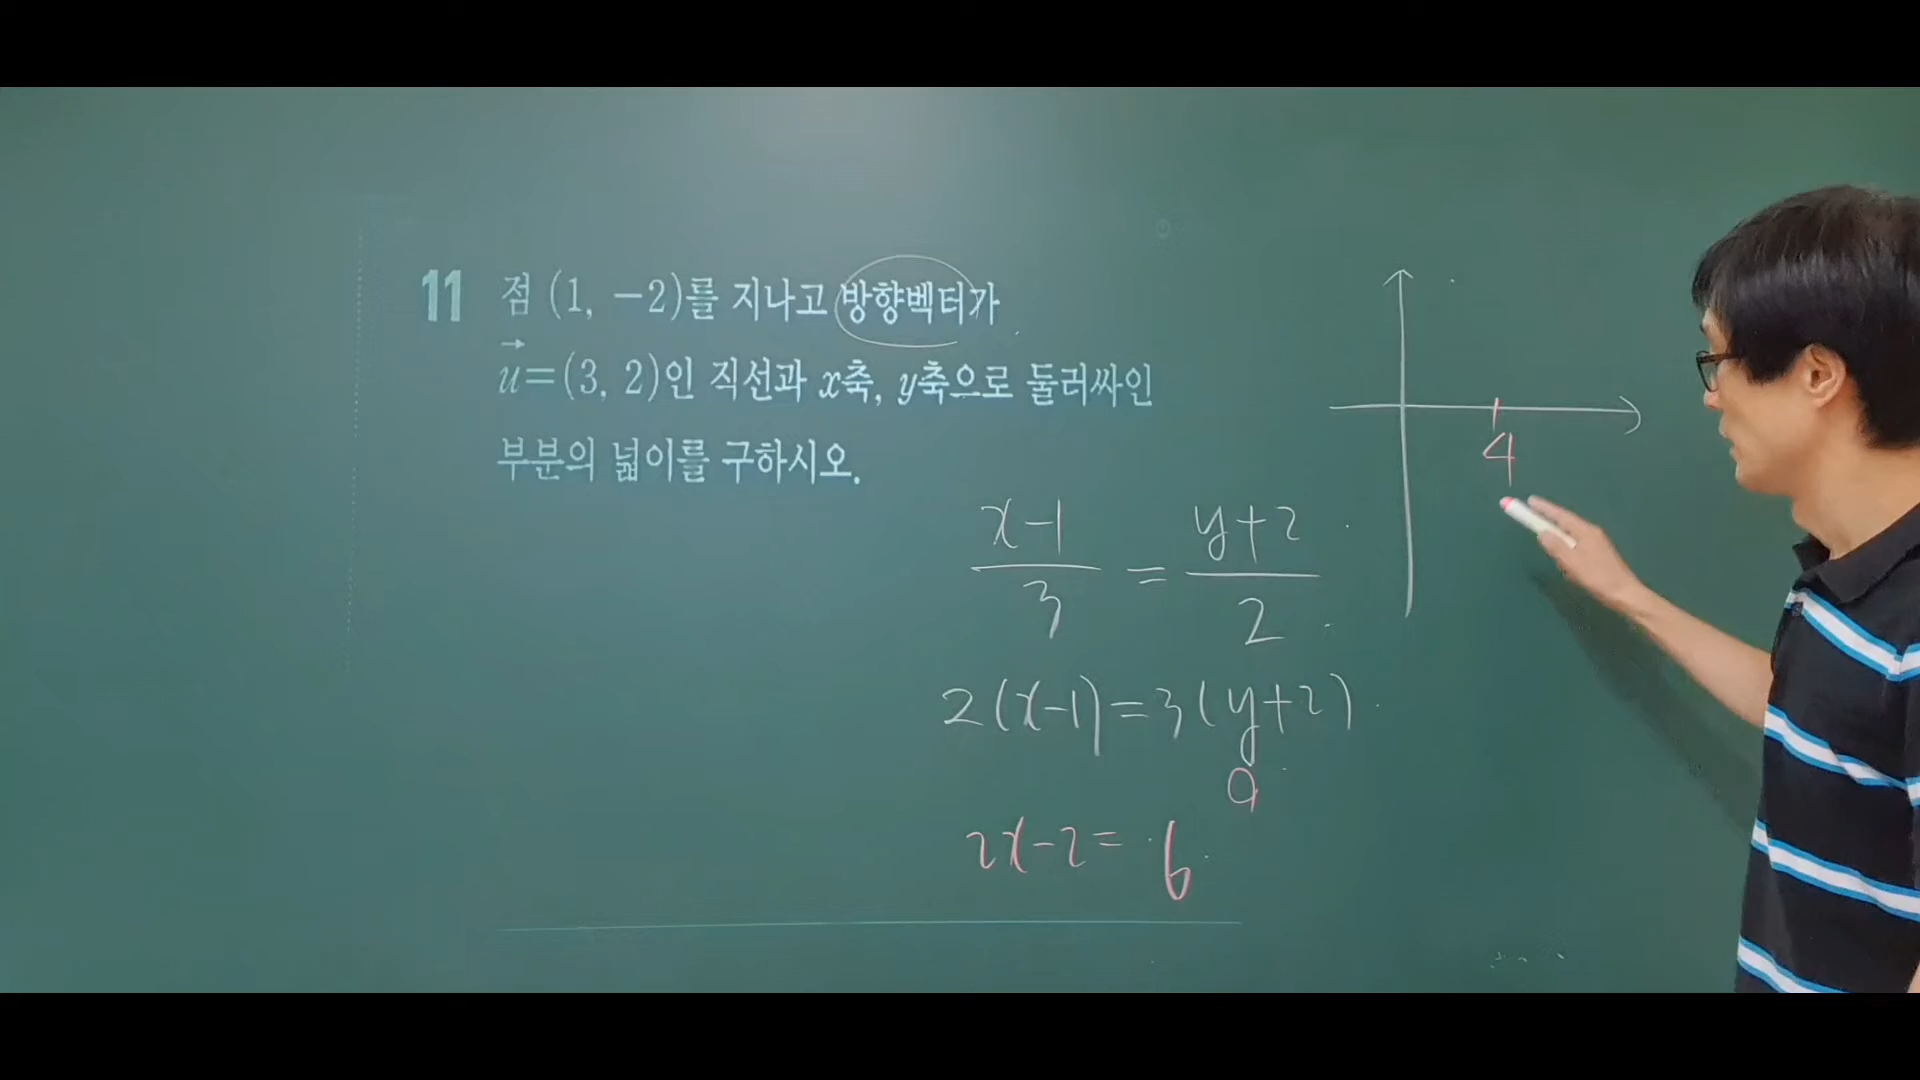 11 점 (1, −2)를 지나고 방향벡터가
u→=(3, 2)인 직선과 x축, y축으로 둘러싸인
부분의 넓이를 구하시오.
4
x-1/3 = y+2/2
2(x-1)=3(y+2)
0
2x-2= 6